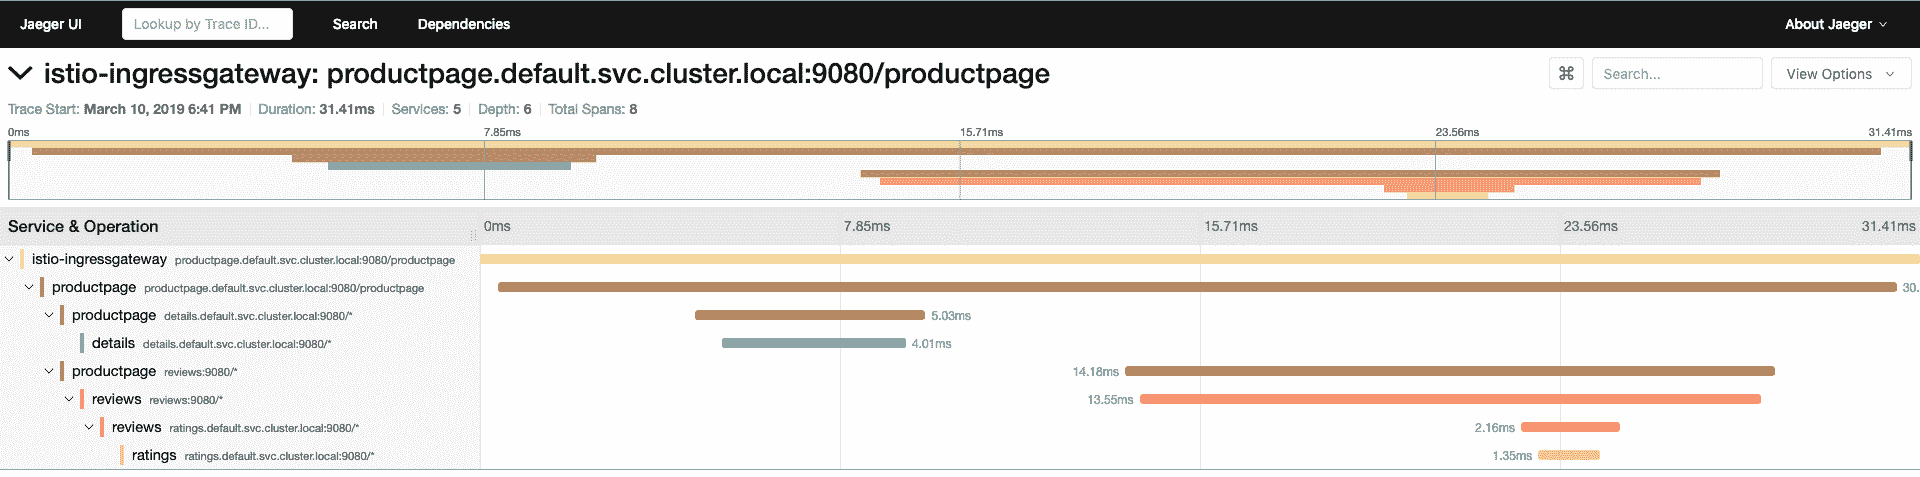 Jaeger UI Lookup by Trace ID... Search Dependencies About Jaeger
istio-ingressgateway: productpage.default.svc.cluster.local:9080/productpage ⌘ Search... View Options
Trace Start: March 10, 2019 6:41 PM Duration: 31.41ms Services: 5 Depth: 6 Total Spans: 8
0ms 7.85ms 15.71ms 23.56ms 31.41ms
Service & Operation 0ms 7.85ms 15.71ms 23.56ms 31.41ms
istio-ingressgateway productpage.default.svc.cluster.local:9080/productpage
productpage productpage.default.svc.cluster.local:9080/productpage 30.
productpage details.default.svc.cluster.local:9080/* 5.03ms
details details.default.svc.cluster.local:9080/* 4.01ms
productpage reviews:9080/* 14.18ms
reviews reviews:9080/* 13.55ms
reviews ratings.default.svc.cluster.local:9080/* 2.16ms
ratings ratings.default.svc.cluster.local:9080/* 1.35ms